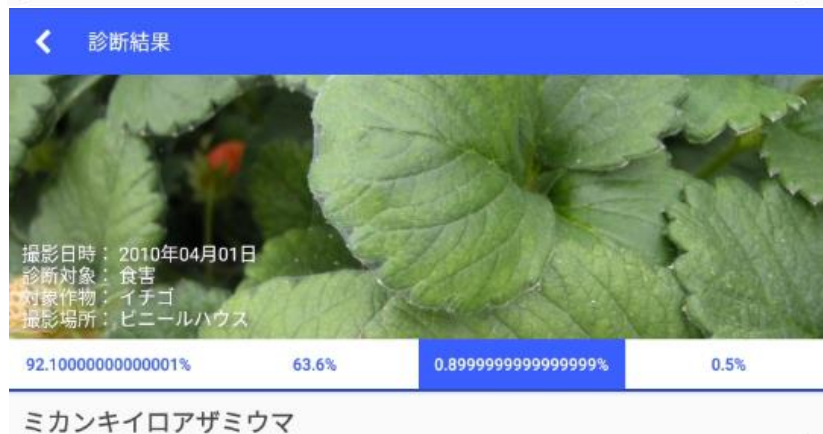 診断結果
撮影日時： 2010年04月01日
診断対象： 食害
対象作物： イチゴ
撮影場所： ビニールハウス
92.10000000000001% 63.6% 0.8999999999999999% 0.5%
ミカンキイロアザミウマ